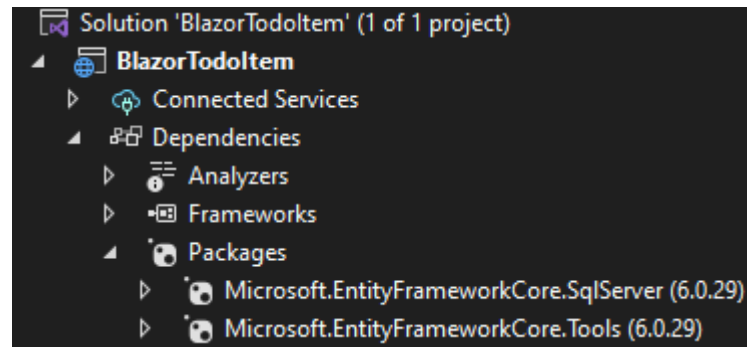 Solution 'BlazorTodoItem' (1 of 1 project)
BlazorTodoItem
Connected Services
Dependencies
Analyzers
Frameworks
Packages
Microsoft.EntityFrameworkCore.SqlServer (6.0.29)
Microsoft.EntityFrameworkCore.Tools (6.0.29)